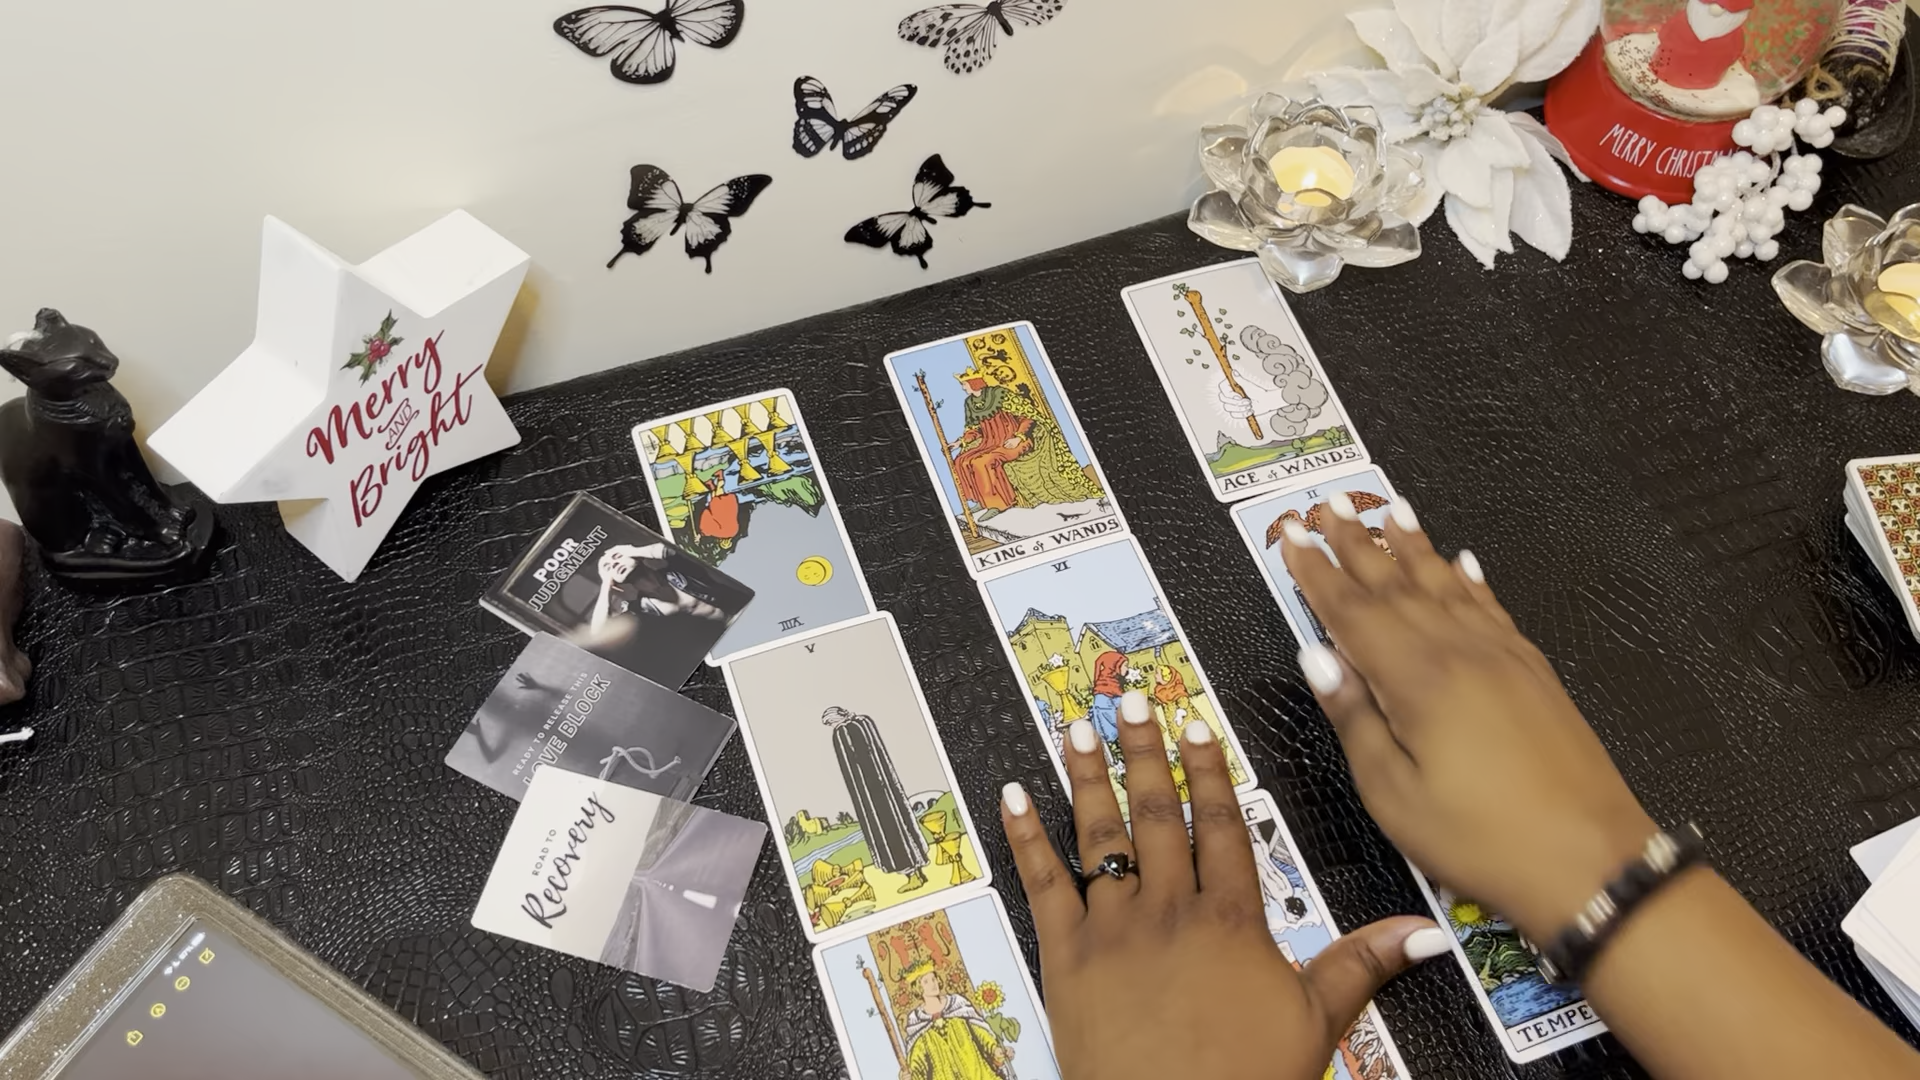 MERRY CHRISTM
Merry
AND
Bright
ACE of WANDS.
II
KING of WANDS
VI
VIII
V
POOR
JUDGMENT
READY TO RELEASE THIS
LOVE BLOCK
ROAD TO
Recovery
TEMPE